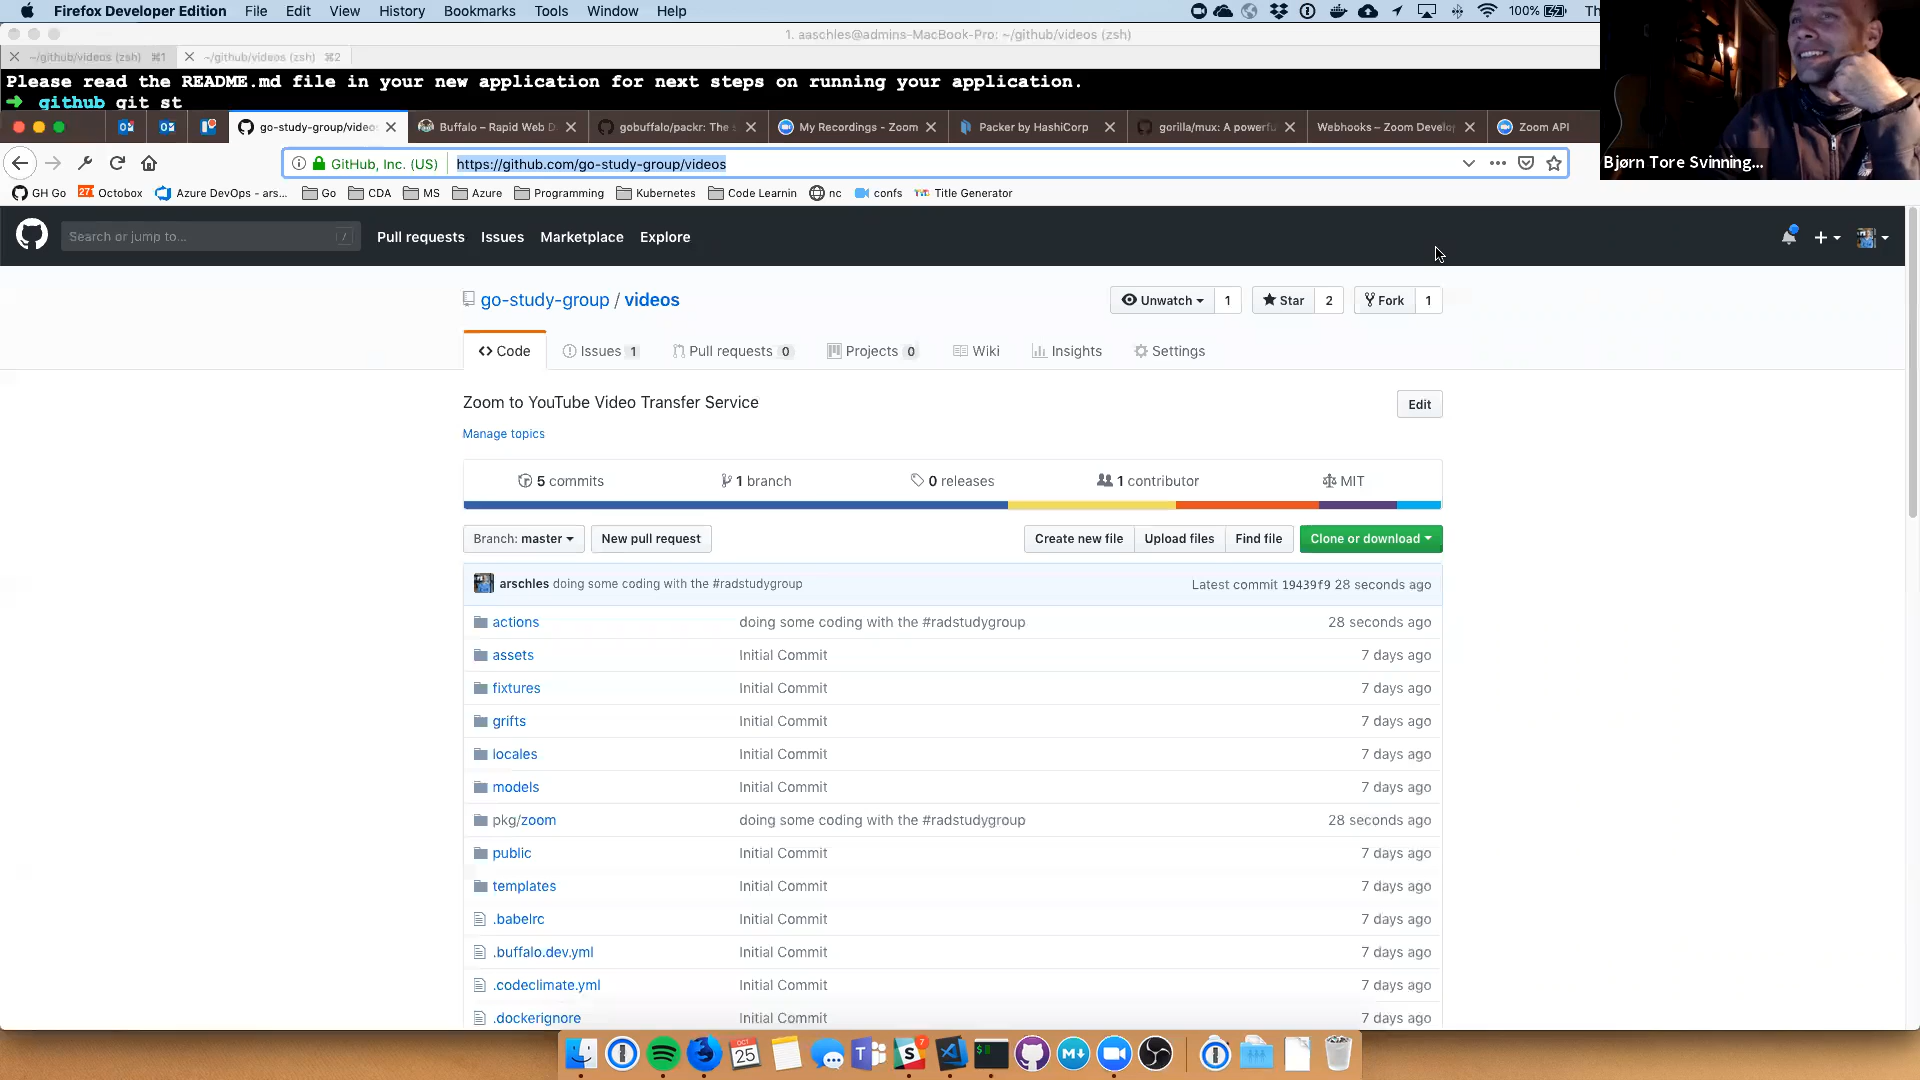 Firefox Developer Edition File Edit View History Bookmarks Tools Window Help 100% Th
1. aaschles@admins-MacBook-Pro: ~/github/videos (zsh)
~/github/videos (zsh) ⌘1 ~/github/videos (zsh) ⌘2
Please read the README.md file in your new application for next steps on running your application.
➜ github git st
go-study-group/video Buffalo – Rapid Web D gobuffalo/packr: The s My Recordings - Zoom Packer by HashiCorp gorilla/mux: A powerfu Webhooks – Zoom Develop Zoom API
GitHub, Inc. (US) https://github.com/go-study-group/videos
Bjørn Tore Svinning...
GH Go 271 Octobox Azure DevOps - ars... Go CDA MS Azure Programming Kubernetes Code Learnin nc confs Title Generator
Search or jump to... / Pull requests Issues Marketplace Explore
go-study-group / videos Unwatch 1 Star 2 Fork 1
Code Issues 1 Pull requests 0 Projects 0 Wiki Insights Settings
Zoom to YouTube Video Transfer Service Edit
Manage topics
5 commits 1 branch 0 releases 1 contributor MIT
Branch: master New pull request Create new file Upload files Find file Clone or download
arschles doing some coding with the #radstudygroup Latest commit 19439f9 28 seconds ago
actions doing some coding with the #radstudygroup 28 seconds ago
assets Initial Commit 7 days ago
fixtures Initial Commit 7 days ago
grifts Initial Commit 7 days ago
locales Initial Commit 7 days ago
models Initial Commit 7 days ago
pkg/zoom doing some coding with the #radstudygroup 28 seconds ago
public Initial Commit 7 days ago
templates Initial Commit 7 days ago
.babelrc Initial Commit 7 days ago
.buffalo.dev.yml Initial Commit 7 days ago
.codeclimate.yml Initial Commit 7 days ago
.dockerignore Initial Commit 7 days ago
OCT
25
7